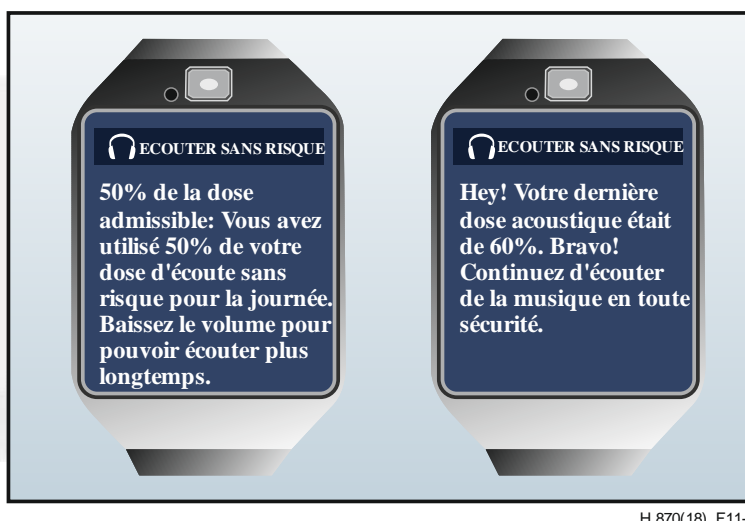 ECOUTER SANS RISQUE
50% de la dose
admissible: Vous avez
utilisé 50% de votre
dose d'écoute sans
risque pour la journée.
Baissez le volume pour
pouvoir écouter plus
longtemps.
ECOUTER SANS RISQUE
Hey! Votre dernière
dose acoustique était
de 60%. Bravo!
Continuez d'écouter
de la musique en toute
sécurité.
H.870(18)_F11-